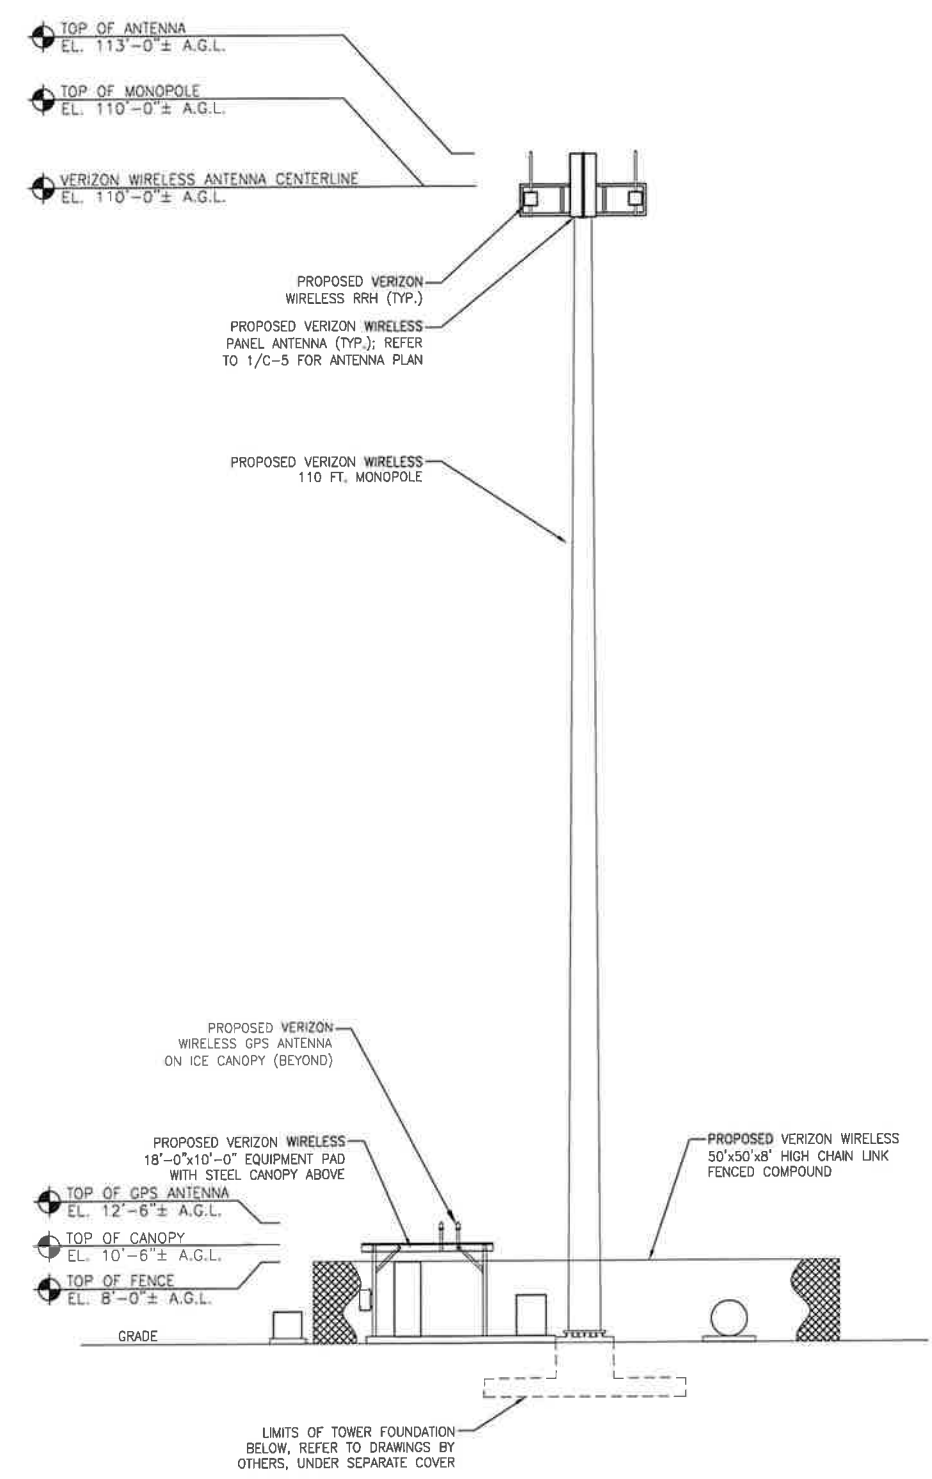 TOP OF ANTENNA
EL. 113'-0"± A.G.L.
TOP OF MONOPOLE
EL. 110'-0"± A.G.L.
VERIZON WIRELESS ANTENNA CENTERLINE
EL. 110'-0"± A.G.L.
PROPOSED VERIZON
WIRELESS RRH (TYP.)
PROPOSED VERIZON WIRELESS
PANEL ANTENNA (TYP.); REFER
TO 1/C-5 FOR ANTENNA PLAN
PROPOSED VERIZON WIRELESS
110 FT. MONOPOLE
PROPOSED VERIZON
WIRELESS GPS ANTENNA
ON ICE CANOPY (BEYOND)
PROPOSED VERIZON WIRELESS
18'-0"x10'-0" EQUIPMENT PAD
WITH STEEL CANOPY ABOVE
PROPOSED VERIZON WIRELESS
50'x50'x8' HIGH CHAIN LINK
FENCED COMPOUND
TOP OF GPS ANTENNA
EL. 12'-6"± A.G.L.
TOP OF CANOPY
EL. 10'-6"± A.G.L.
TOP OF FENCE
EL. 8'-0"± A.G.L.
GRADE
LIMITS OF TOWER FOUNDATION
BELOW, REFER TO DRAWINGS BY
OTHERS, UNDER SEPARATE COVER